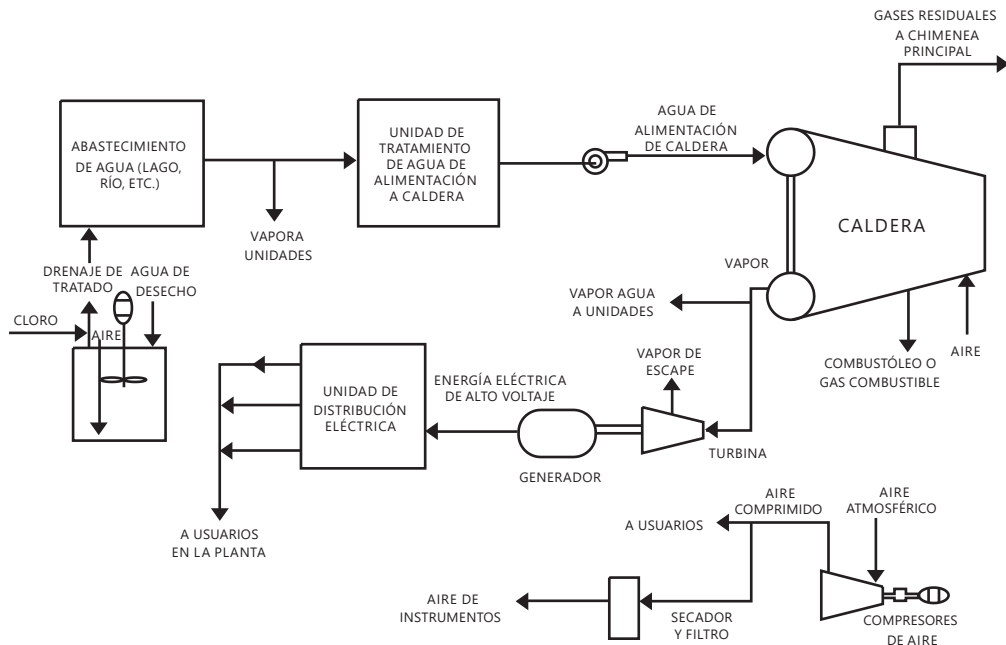 GASES RESIDUALES
A CHIMENEA
PRINCIPAL
ABASTECIMIENTO
DE AGUA (LAGO,
RÍO, ETC.)
UNIDAD DE
TRATAMIENTO
DE AGUA DE
ALIMENTACIÓN
A CALDERA
AGUA DE
ALIMENTACIÓN
DE CALDERA
CALDERA
VAPORA
UNIDADES
DRENAJE DE
TRATADO
AGUA DE
DESECHO
CLORO
AIRE
VAPOR
VAPOR AGUA
A UNIDADES
COMBUSTÓLEO O
GAS COMBUSTIBLE
AIRE
VAPOR DE
ESCAPE
UNIDAD DE
DISTRIBUCIÓN
ELÉCTRICA
ENERGÍA ELÉCTRICA
DE ALTO VOLTAJE
GENERADOR
TURBINA
A USUARIOS
EN LA PLANTA
A USUARIOS
AIRE
COMPRIMIDO
AIRE
ATMOSFÉRICO
AIRE DE
INSTRUMENTOS
SECADOR
Y FILTRO
COMPRESORES
DE AIRE